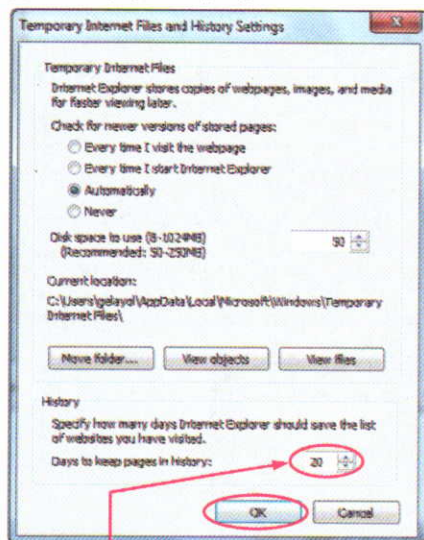 Temporary Internet Files and History Settings
Temporary Internet Files
Internet Explorer stores copies of webpages, images, and media
for faster viewing later.
Check for newer versions of stored pages:
Every time I visit the webpage
Every time I start Internet Explorer
Automatically
Never
Disk space to use (8-1024MB)
(Recommended: 50-250MB)
50
Current location:
C:\Users\gelayol\AppData\Local\Microsoft\Windows\Temporary
Internet Files\
Move folder...
View objects
View files
History
Specify how many days Internet Explorer should save the list
of websites you have visited.
Days to keep pages in history:
20
OK
Cancel